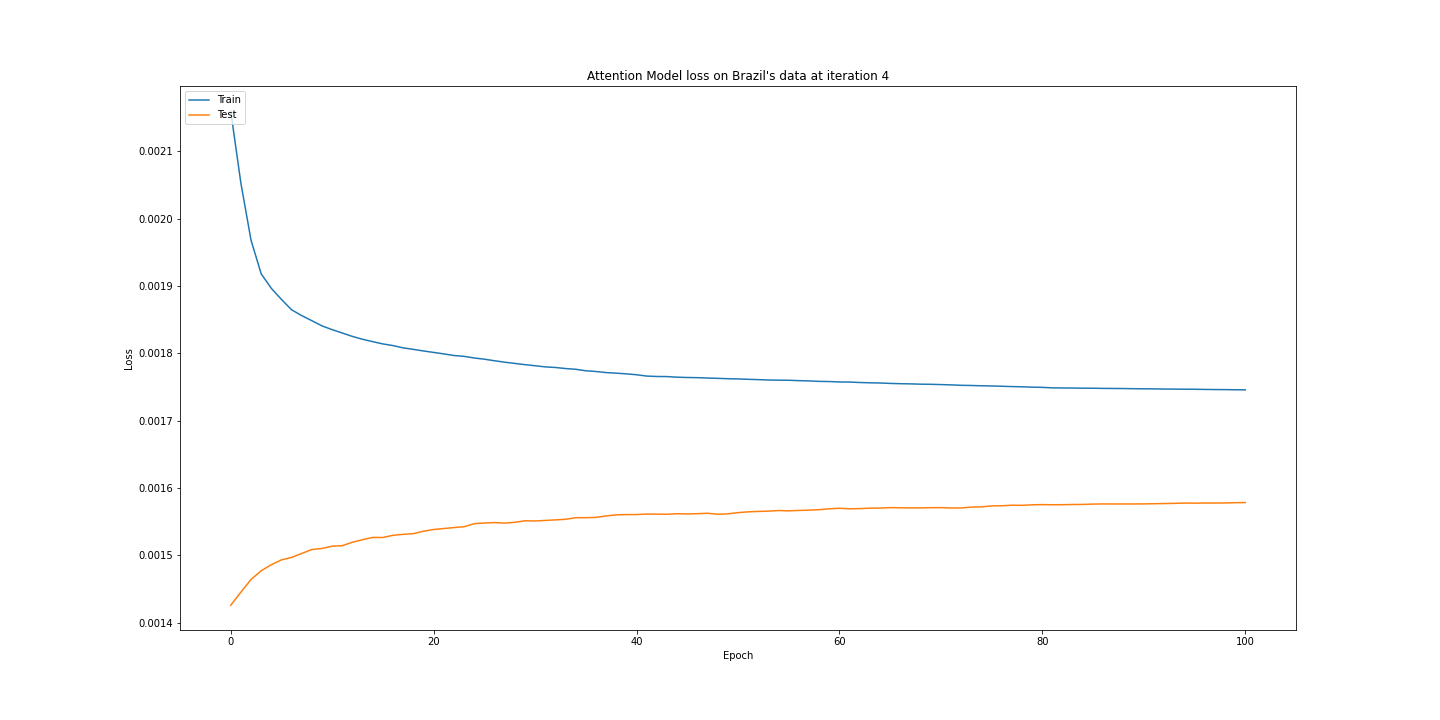 Attention Model loss on Brazil's data at iteration 4
Train
Test
0.0021
0.0020
0.0019
0.0018
0.0017
0.0016
0.0015
0.0014
Loss
0 20 40 60 80 100
Epoch